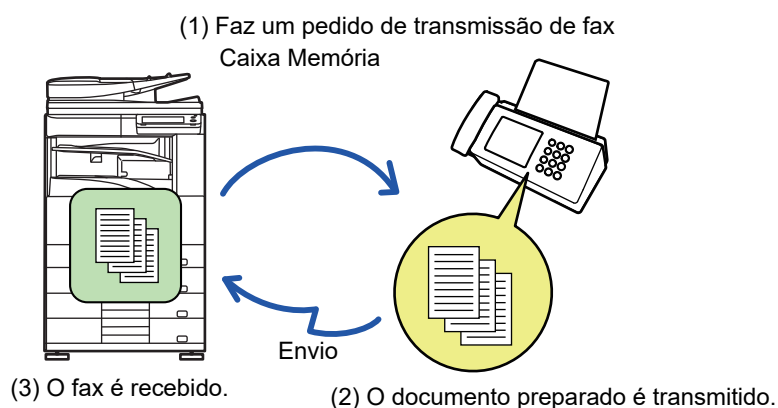 (1) Faz um pedido de transmissão de fax
Caixa Memória
Envio
(3) O fax é recebido.
(2) O documento preparado é transmitido.